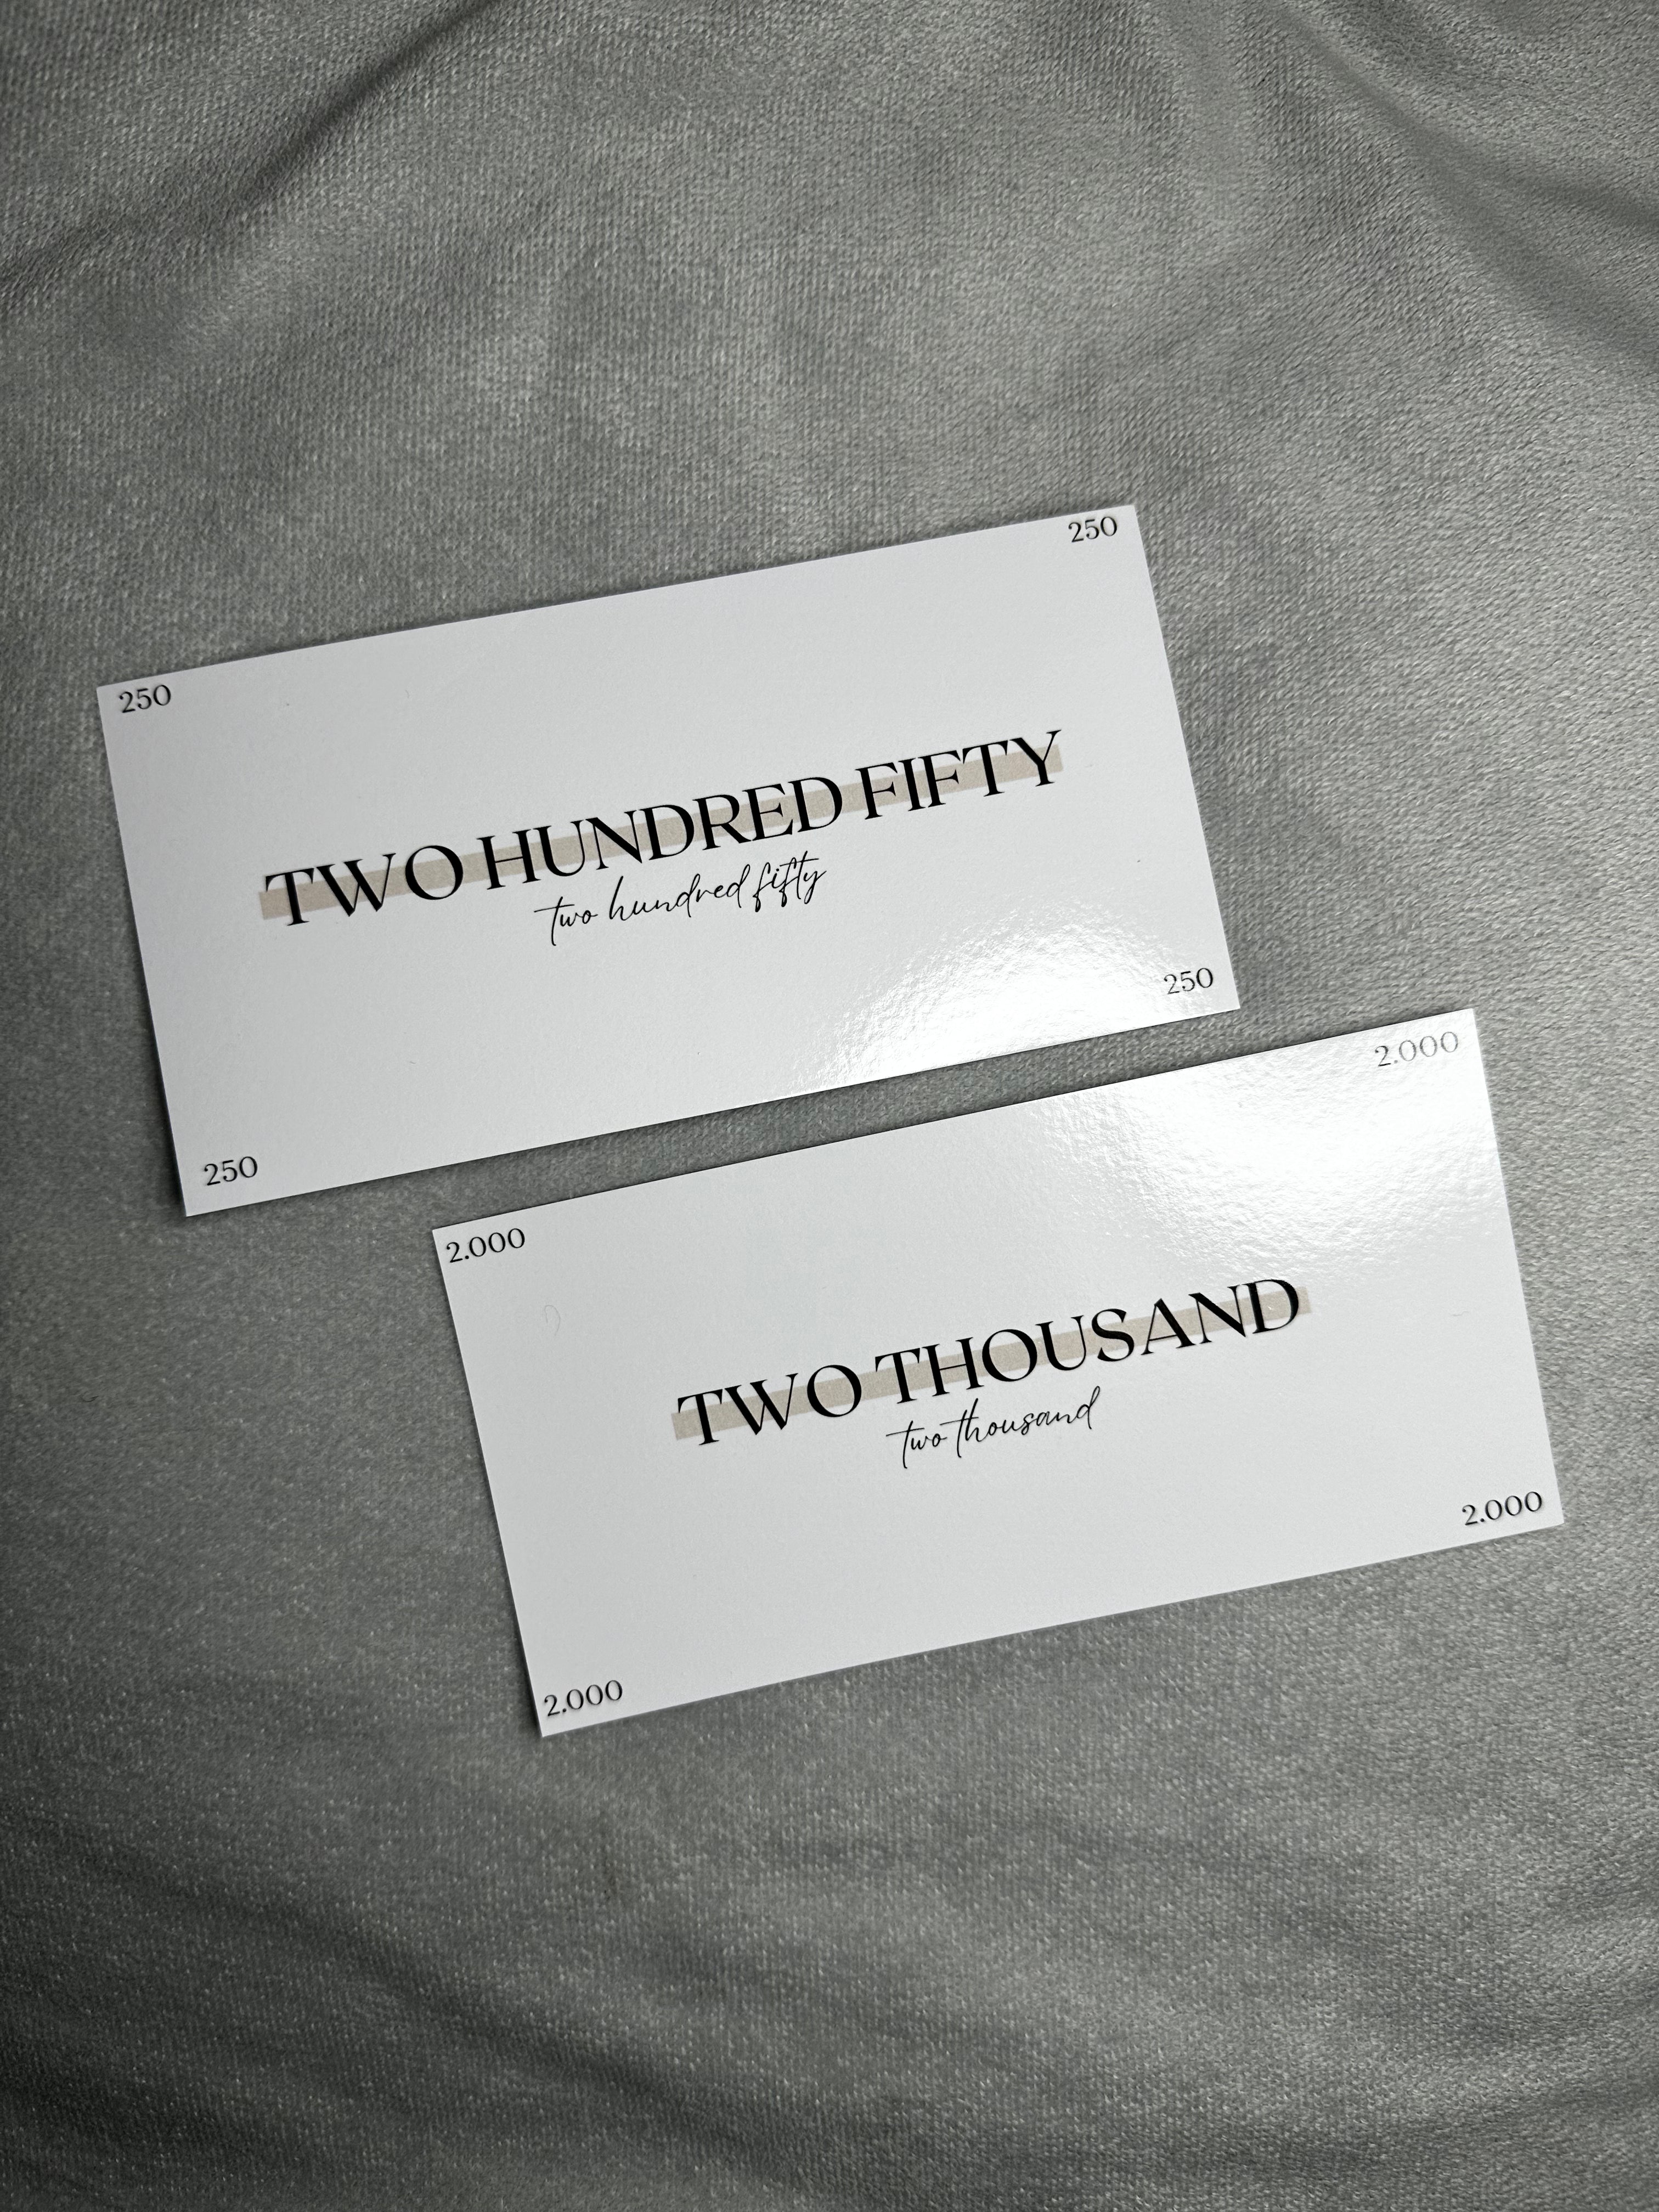 250
250
TWO HUNDRED FIFTY
two hundred fifty
250
250
2.000
2.000
TWO THOUSAND
two thousand
2.000
2.000